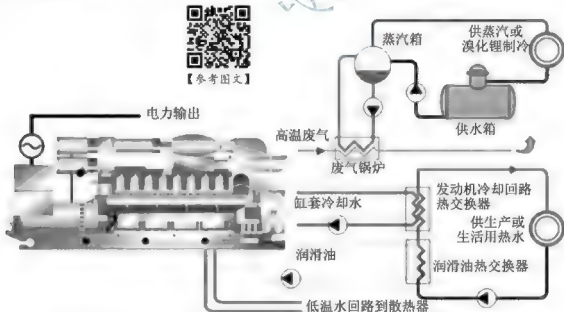 【参考图文】
电力输出
蒸汽箱
供蒸汽或
溴化锂制冷
供水箱
高温废气
废气锅炉
缸套冷却水
发动机冷却回路
热交换器
供生产或
生活用热水
润滑油
润滑油热交换器
低温水回路到散热器